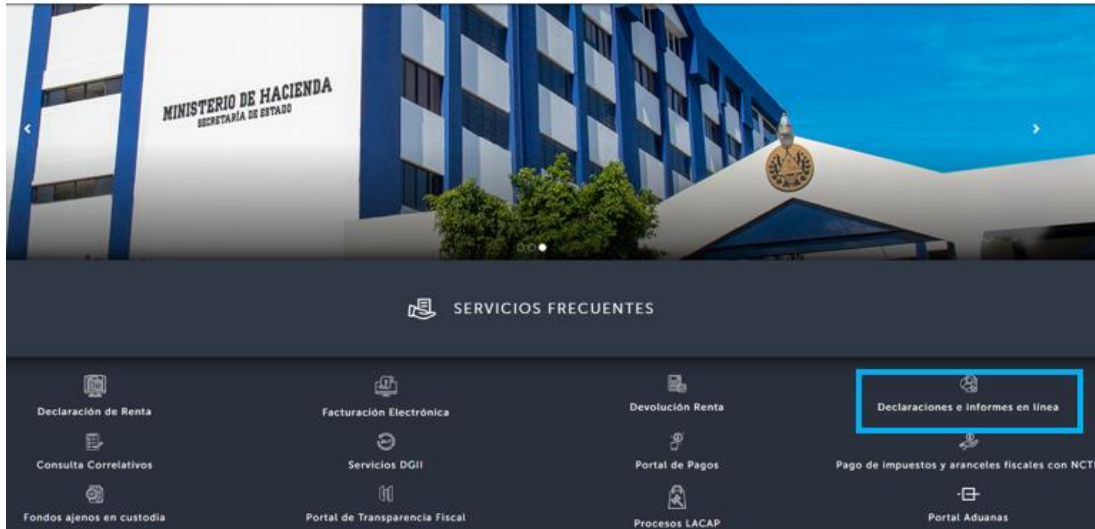 MINISTERIO DE HACIENDA
SECRETARÍA DE ESTADO
SERVICIOS FRECUENTES
Declaración de Renta
Facturación Electrónica
Devolución Renta
Declaraciones e informes en línea
Consulta Correlativos
Servicios DGII
Portal de Pagos
Pago de impuestos y aranceles fiscales con
Fondos ajenos en custodia
Portal de Transparencia Fiscal
Procesos LACAP
Portal Aduanas